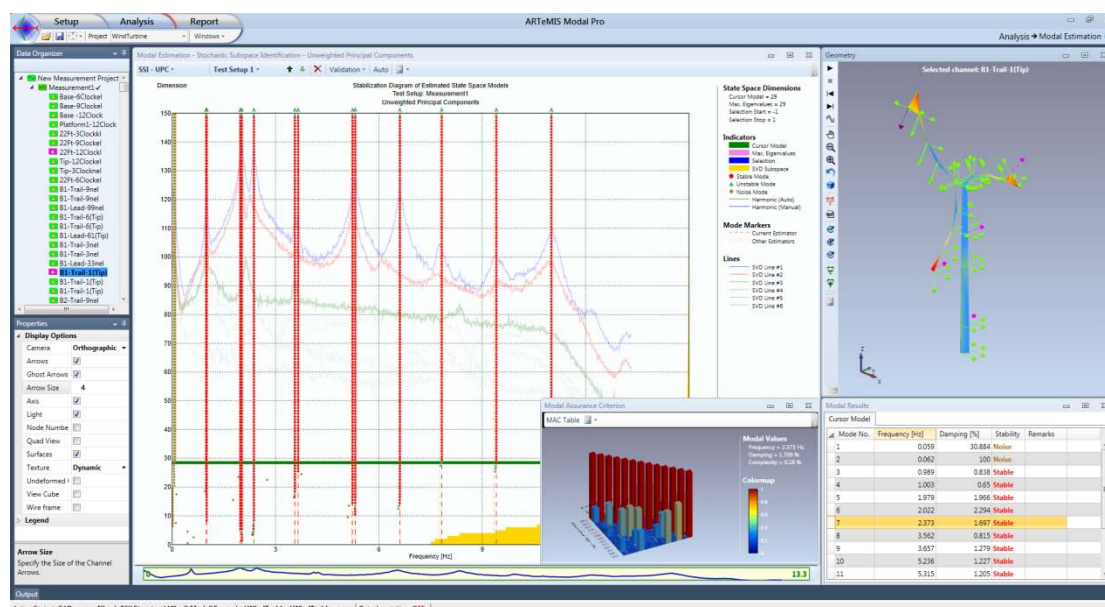 Setup Analysis Report
ARTeMIS Modal Pro
Project WindTurbine Windows
Analysis → Modal Estimation
Data Organizer
New Measurement Project
Measurement1
Base-6Clockel
Base-9Clockel
Base -12Clock
Platform1-12Clock
22Ft-3Clockkl
22Ft-9Clockel
22Ft-12Clockl
Tip-12Clockel
Tip-3Clocknel
22Ft-6Clockel
B1-Trail-9nel
B1-Lead-99nel
B1-Trail-6(Tip)
B1-Trail-6(Tip)
B1-Lead-61(Tip)
B1-Trail-3nel
B1-Trail-3nel
B1-Lead-33nel
B1-Trail-1(Tip)
B1-Trail-1(Tip)
B1-Trail-1(Tip)
B2-Trail-9nel
Properties
Display Options
Camera Orthographic
Arrows
Ghost Arrows
Arrow Size 4
Axis
Light
Node Numbe
Quad View
Surfaces
Texture Dynamic
Undeformed
View Cube
Wire frame
Legend
Arrow Size
Specify the Size of the Channel
Arrows.
Output
Modal Estimation - Stochastic Subspace Identification - Unweighted Principal Components
SSI - UPC Test Setup 1 Validation Auto
Dimension
Stabilization Diagram of Estimated State Space Models
Test Setup: Measurement1
Unweighted Principal Components
150
140
130
120
110
100
90
80
70
60
50
40
30
20
10
0
0 3 6 9
Frequency [Hz]
13.3
State Space Dimensions
Cursor Model = 29
Max. Eigenvalues = 29
Selection Start = -1
Selection Stop = 1
Indicators
Cursor Model
Max. Eigenvalues
Selection
SVD Subspace
Stable Mode
Unstable Mode
Noise Mode
Harmonic (Auto)
Harmonic (Manual)
Mode Markers
Current Estimator
Other Estimators
Lines
SVD Line #1
SVD Line #2
SVD Line #3
SVD Line #4
SVD Line #5
SVD Line #6
Modal Assurance Criterion
MAC Table
Modal Values
Frequency = 2.373 Hz
Colormap
Geometry
Selected channel: B1-Trail-1(Tip)
Z
X
Modal Results
Cursor Model
Mode No. Frequency [Hz] Damping [%] Stability Remarks
1 0.059 30.884 Noise
2 0.062 100 Noise
3 0.989 0.838 Stable
4 1.003 0.65 Stable
5 1.979 1.966 Stable
6 2.022 2.294 Stable
7 2.373 1.697 Stable
8 3.562 0.815 Stable
9 3.657 1.279 Stable
10 5.236 1.227 Stable
11 5.315 1.205 Stable